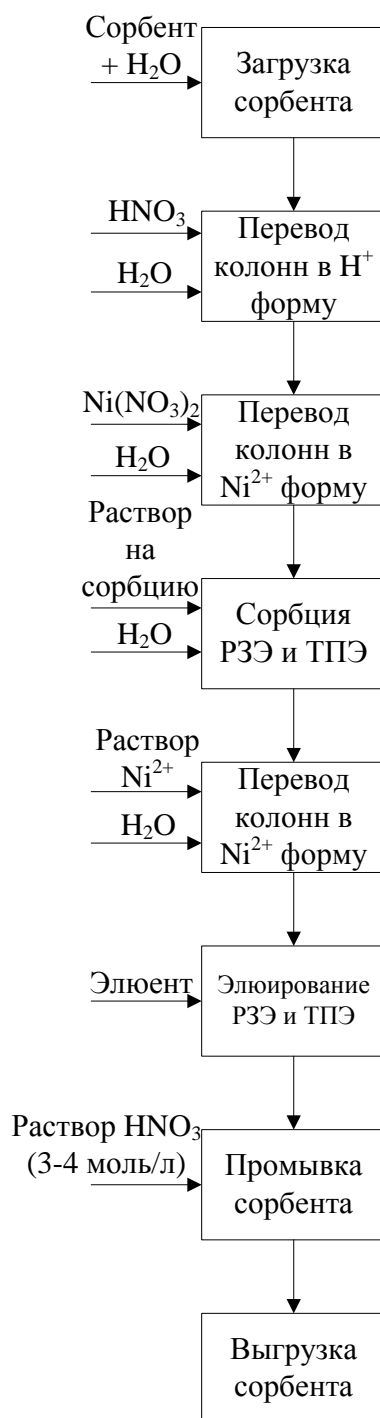 Сорбент
+ H₂O
Загрузка
сорбента
HNO₃
H₂O
Перевод
колонн в H⁺
форму
Ni(NO₃)₂
H₂O
Перевод
колонн в
Ni²⁺ форму
Раствор
на
сорбцию
H₂O
Сорбция
РЗЭ и ТПЭ
Раствор
Ni²⁺
H₂O
Перевод
колонн в
Ni²⁺ форму
Элюент
Элюирование
РЗЭ и ТПЭ
Раствор HNO₃
(3-4 моль/л)
Промывка
сорбента
Выгрузка
сорбента